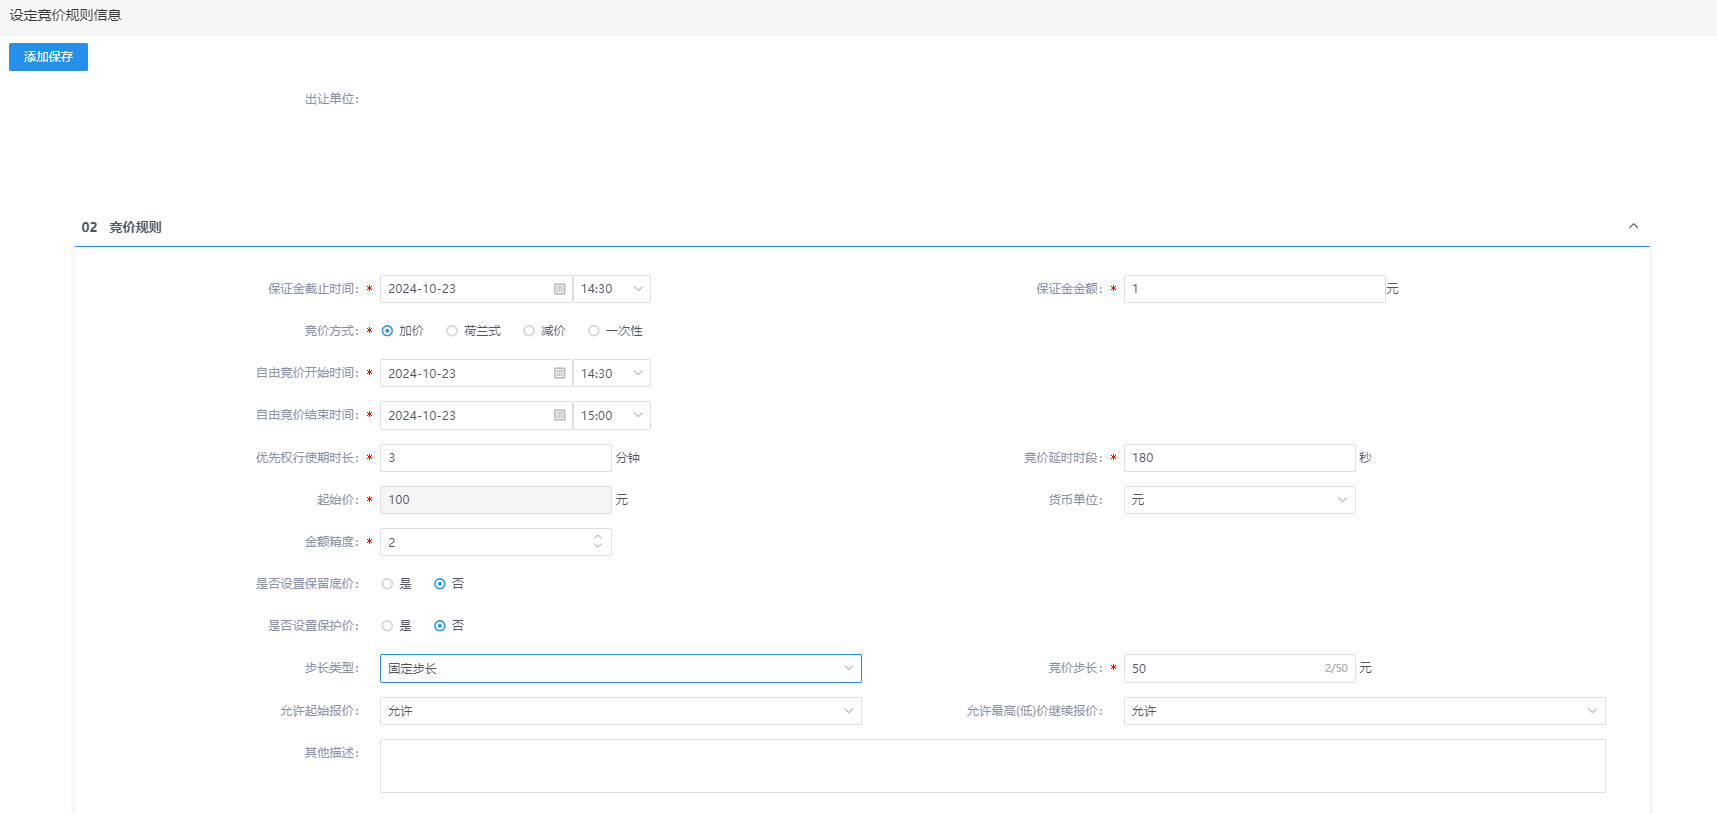 设定竞价规则信息
添加保存
出让单位：
02 竞价规则
保证金截止时间： * 2024-10-23 14:30 保证金金额： * 1 元
竞价方式： * 加价 荷兰式 减价 一次性
自由竞价开始时间： * 2024-10-23 14:30
自由竞价结束时间： * 2024-10-23 15:00
优先权行使期时长： * 3 分钟 竞价延时时段： * 180 秒
起始价： * 100 元 货币单位： 元
金额精度： * 2
是否设置保留底价： 是 否
是否设置保护价： 是 否
步长类型： 固定步长 竞价步长： * 50 2/50 元
允许起始报价： 允许 允许最高(低)价继续报价： 允许
其他描述：